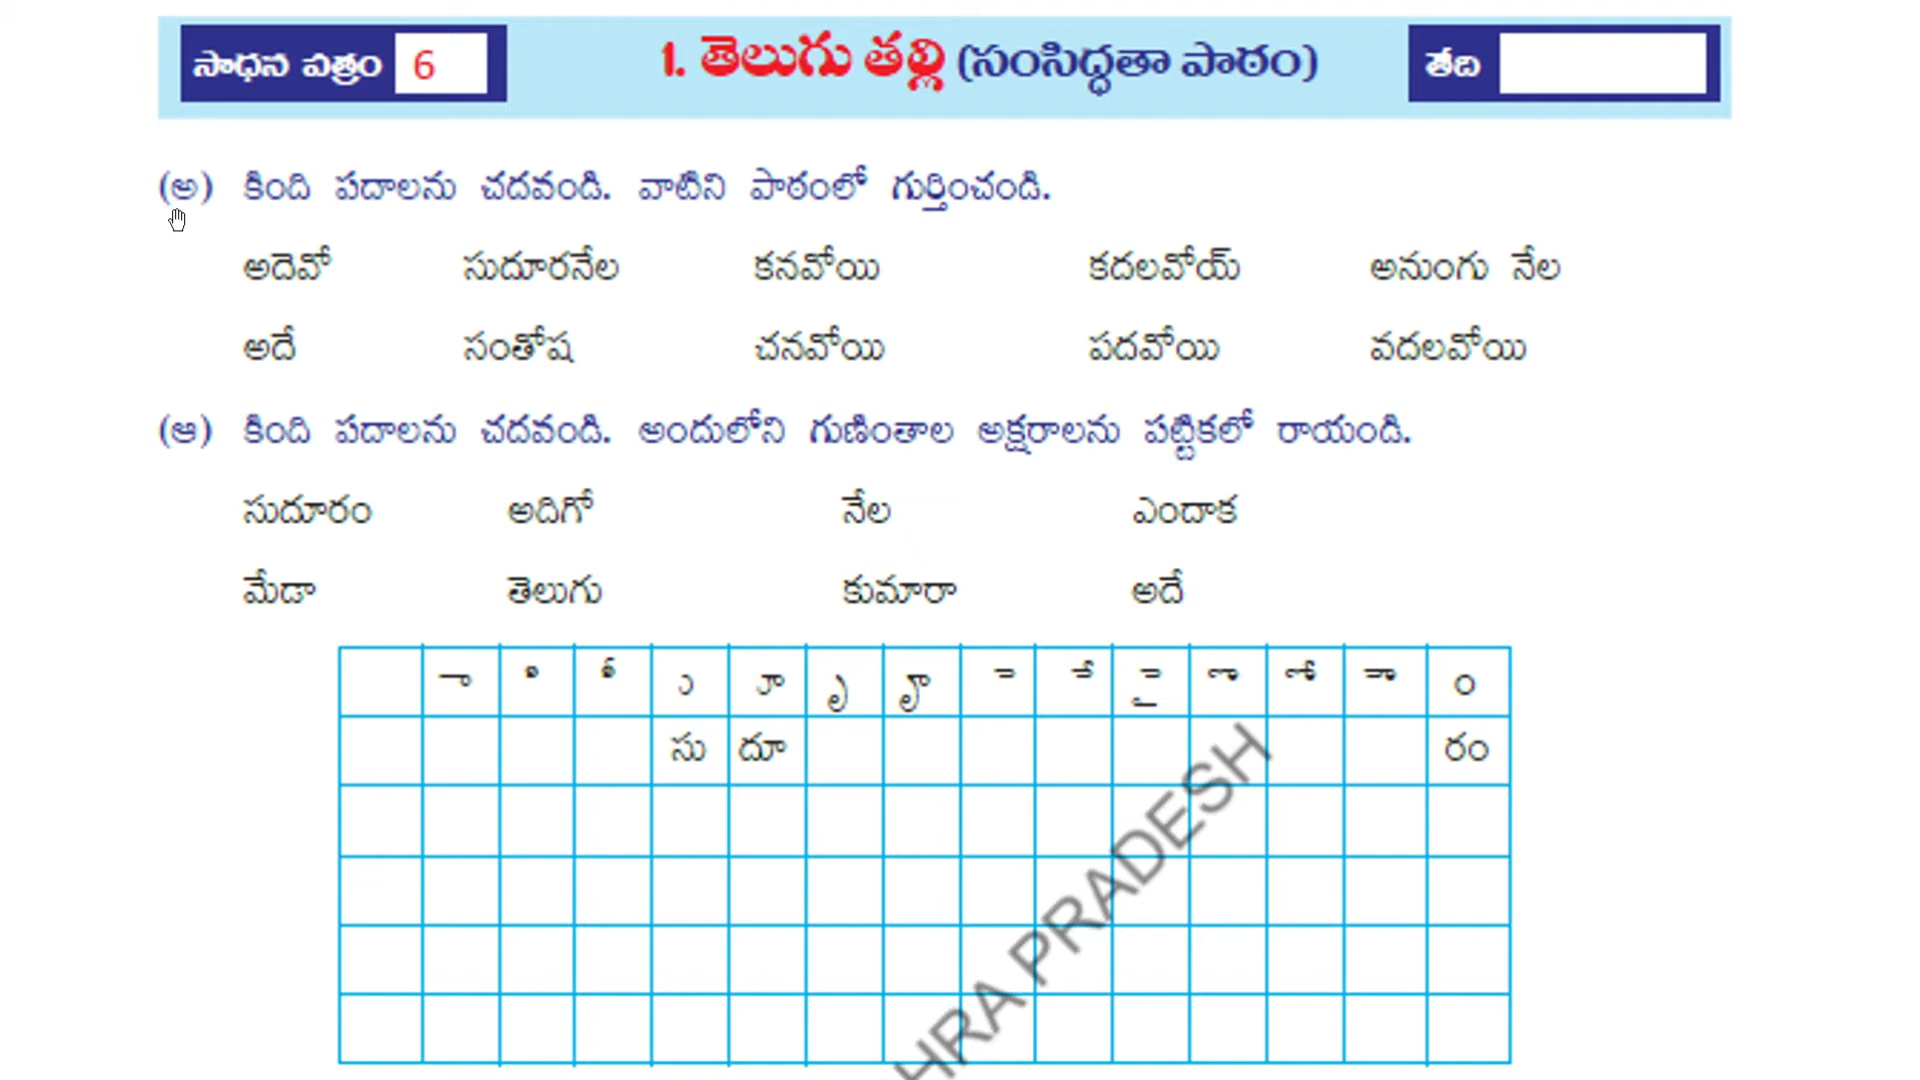 సాధన పత్రం 6 1. తెలుగు తల్లి (సంసిద్ధతా పాఠం) తేది
(అ) కింది పదాలను చదవండి. వాటిని పాఠంలో గుర్తించండి.
అదెవో సుదూరనేల కనవోయి కదలవోయ్ అనుంగు నేల
అదే సంతోష చనవోయి పదవోయి వదలవోయి
(ఆ) కింది పదాలను చదవండి. అందులోని గుణింతాల అక్షరాలను పట్టికలో రాయండి.
సుదూరం అదిగో నేల ఎందాక
మేడా తెలుగు కుమారా అదే
ా ి ీ ు ూ ృ ౄ ె ే ై ొ ో ౌ ం
సు దూ రం
HRA PRADESH